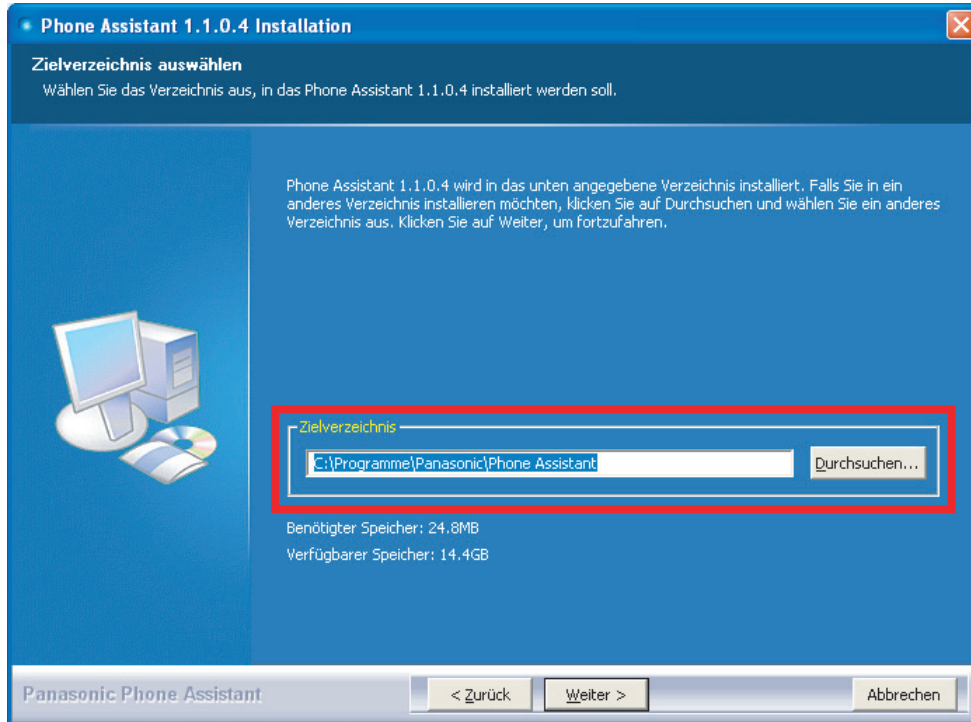 Phone Assistant 1.1.0.4 Installation
Zielverzeichnis auswählen
Wählen Sie das Verzeichnis aus, in das Phone Assistant 1.1.0.4 installiert werden soll.
Phone Assistant 1.1.0.4 wird in das unten angegebene Verzeichnis installiert. Falls Sie in ein
anderes Verzeichnis installieren möchten, klicken Sie auf Durchsuchen und wählen Sie ein anderes
Verzeichnis aus. Klicken Sie auf Weiter, um fortzufahren.
Zielverzeichnis
C:\Programme\Panasonic\Phone Assistant
Durchsuchen...
Benötigter Speicher: 24.8MB
Verfügbarer Speicher: 14.4GB
Panasonic Phone Assistant
< Zurück
Weiter >
Abbrechen